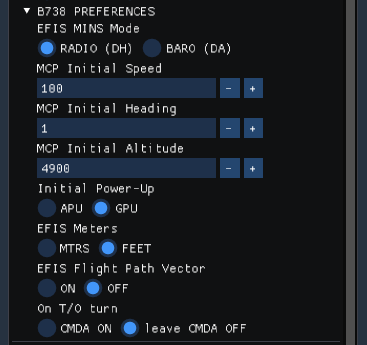 B738 PREFERENCES
EFIS MINS Mode
RADIO (DH) BARO (DA)
MCP Initial Speed
100 - +
MCP Initial Heading
1 - +
MCP Initial Altitude
4900 - +
Initial Power-Up
APU GPU
EFIS Meters
MTRS FEET
EFIS Flight Path Vector
ON OFF
On T/O turn
CMDA ON leave CMDA OFF